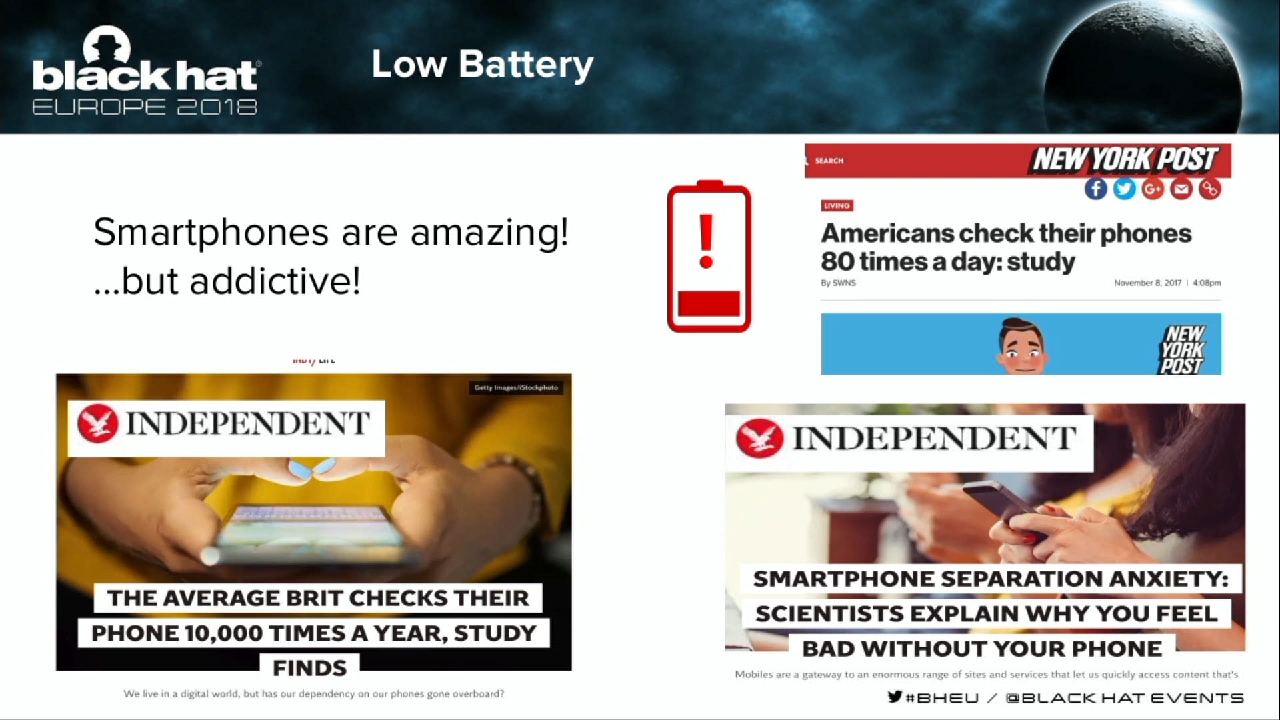 black hat®
EUROPE 2018
Low Battery
Smartphones are amazing!
...but addictive!
!
SEARCH
NEW YORK POST
LIVING
Americans check their phones
80 times a day: study
By SWNS
November 8, 2017 | 4:08pm
NEW
YORK
POST
INDY/LIFE
Getty Images/iStockphoto
INDEPENDENT
THE AVERAGE BRIT CHECKS THEIR
PHONE 10,000 TIMES A YEAR, STUDY
FINDS
We live in a digital world, but has our dependency on our phones gone overboard?
INDEPENDENT
SMARTPHONE SEPARATION ANXIETY:
SCIENTISTS EXPLAIN WHY YOU FEEL
BAD WITHOUT YOUR PHONE
Mobiles are a gateway to an enormous range of sites and services that let us quickly access content that's
#BHEU / @BLACK HAT EVENTS